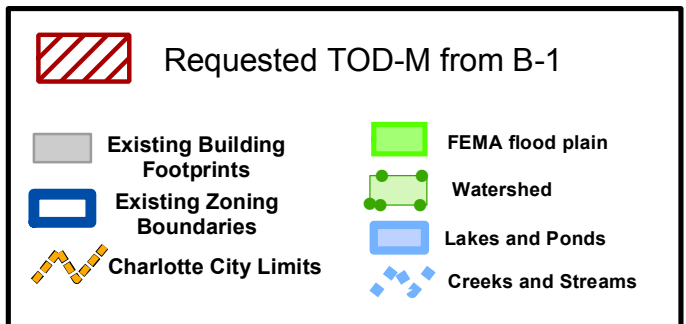 Requested TOD-M from B-1
Existing Building
Footprints
Existing Zoning
Boundaries
Charlotte City Limits
FEMA flood plain
Watershed
Lakes and Ponds
Creeks and Streams